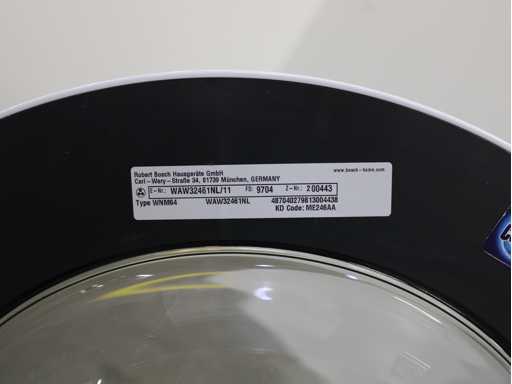 Robert Bosch Hausgeräte GmbH
www.bosch-home.com
Carl-Wery-Straße 34, 81739 München, GERMANY
E-Nr.: WAW32461NL/11 FD: 9704 Z-Nr.: 200443
Type WNM64 WAW32461NL 487040279813004438
KD Code: ME246AA